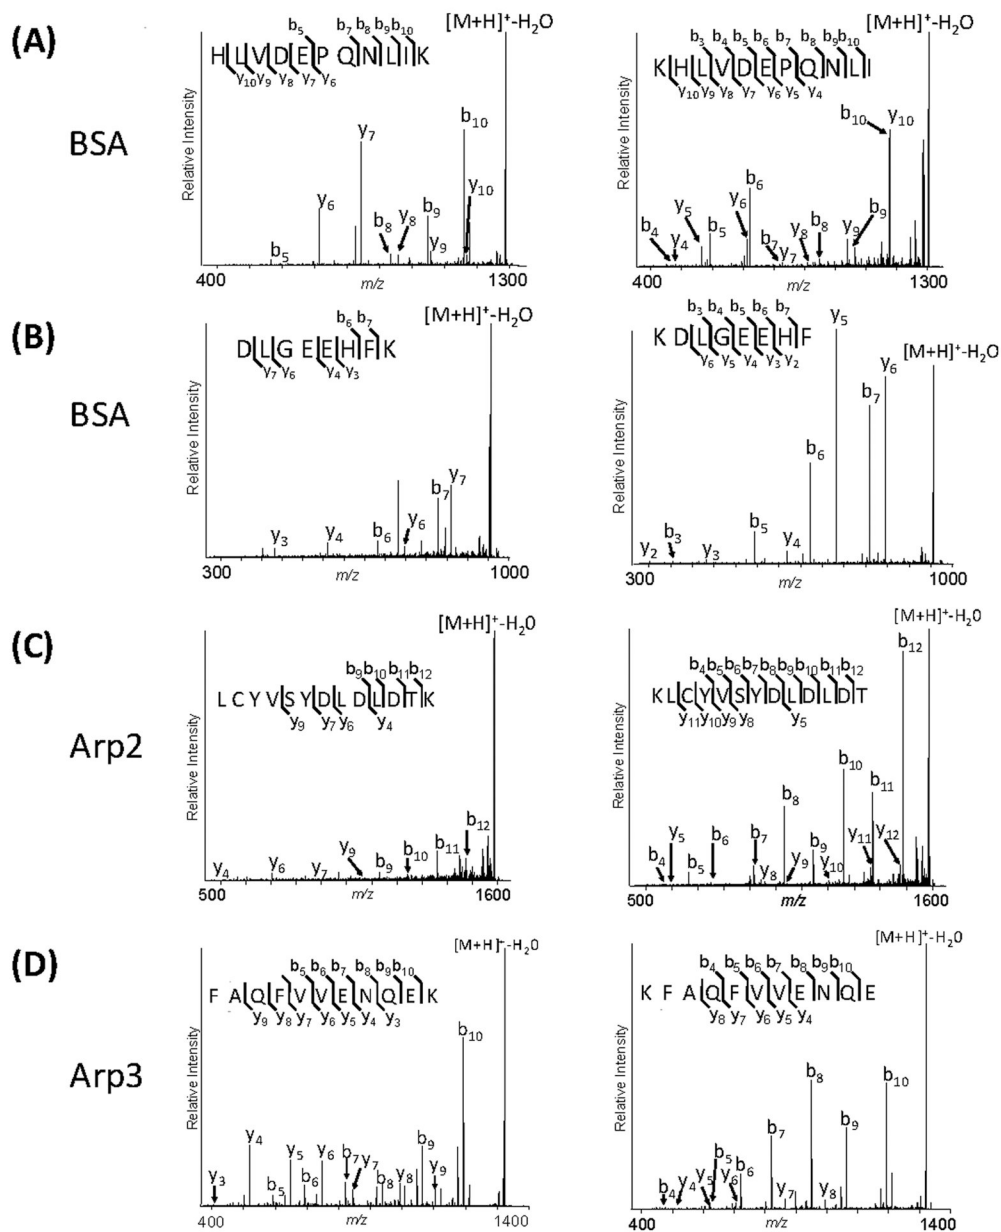 (A)
BSA
[M+H]⁺-H₂O
b₅ b₇ b₈ b₉ b₁₀
H L V D E P Q N L I K
y₁₀ y₉ y₈ y₇ y₆
Relative Intensity
b₅ y₆ y₇ b₈ y₈ b₉ y₉ b₁₀ y₁₀
400 m/z 1300
[M+H]⁺-H₂O
b₃ b₄ b₅ b₆ b₇ b₈ b₉ b₁₀
K H L V D E P Q N L I
y₁₀ y₉ y₈ y₇ y₆ y₅ y₄
Relative Intensity
b₄ y₄ y₅ b₅ y₆ b₆ b₇ y₇ y₈ b₈ y₉ b₉ b₁₀ y₁₀
400 m/z 1300
(B)
BSA
[M+H]⁺-H₂O
b₆ b₇
D L G E E H F K
y₇ y₆ y₄ y₃
Relative Intensity
y₃ y₄ b₆ y₆ b₇ y₇
300 m/z 1000
[M+H]⁺-H₂O
b₃ b₄ b₅ b₆ b₇
K D L G E E H F
y₆ y₅ y₄ y₃ y₂
Relative Intensity
y₂ b₃ y₃ b₅ y₄ b₆ y₅ b₇ y₆
300 m/z 1000
(C)
Arp2
[M+H]⁺-H₂0
b₉ b₁₀ b₁₁ b₁₂
L C Y V S Y D L D L D T K
y₉ y₇ y₆ y₄
Relative Intensity
y₄ y₆ y₇ y₉ b₉ b₁₀ b₁₁ b₁₂
500 m/z 1600
[M+H]⁺-H₂O
b₄ b₅ b₆ b₇ b₈ b₉ b₁₀ b₁₁ b₁₂
K L C Y V S Y D L D L D T
y₁₁ y₁₀ y₉ y₈ y₅
Relative Intensity
b₄ y₅ b₅ b₆ b₇ y₈ b₈ y₉ b₉ y₁₀ b₁₀ y₁₁ b₁₁ y₁₂ b₁₂
500 m/z 1600
(D)
Arp3
[M+H]⁺-H₂O
b₅ b₆ b₇ b₈ b₉ b₁₀
F A Q F V V E N Q E K
y₉ y₈ y₇ y₆ y₅ y₄ y₃
Relative Intensity
y₃ y₄ b₅ y₅ b₆ y₆ b₇ y₇ b₈ y₈ b₉ y₉ b₁₀
400 m/z 1400
[M+H]⁺-H₂O
b₄ b₅ b₆ b₇ b₈ b₉ b₁₀
K F A Q F V V E N Q E
y₈ y₇ y₆ y₅ y₄
Relative Intensity
b₄ y₄ y₅ b₅ y₆ b₆ b₇ y₇ b₈ y₈ b₉ b₁₀
400 m/z 1400